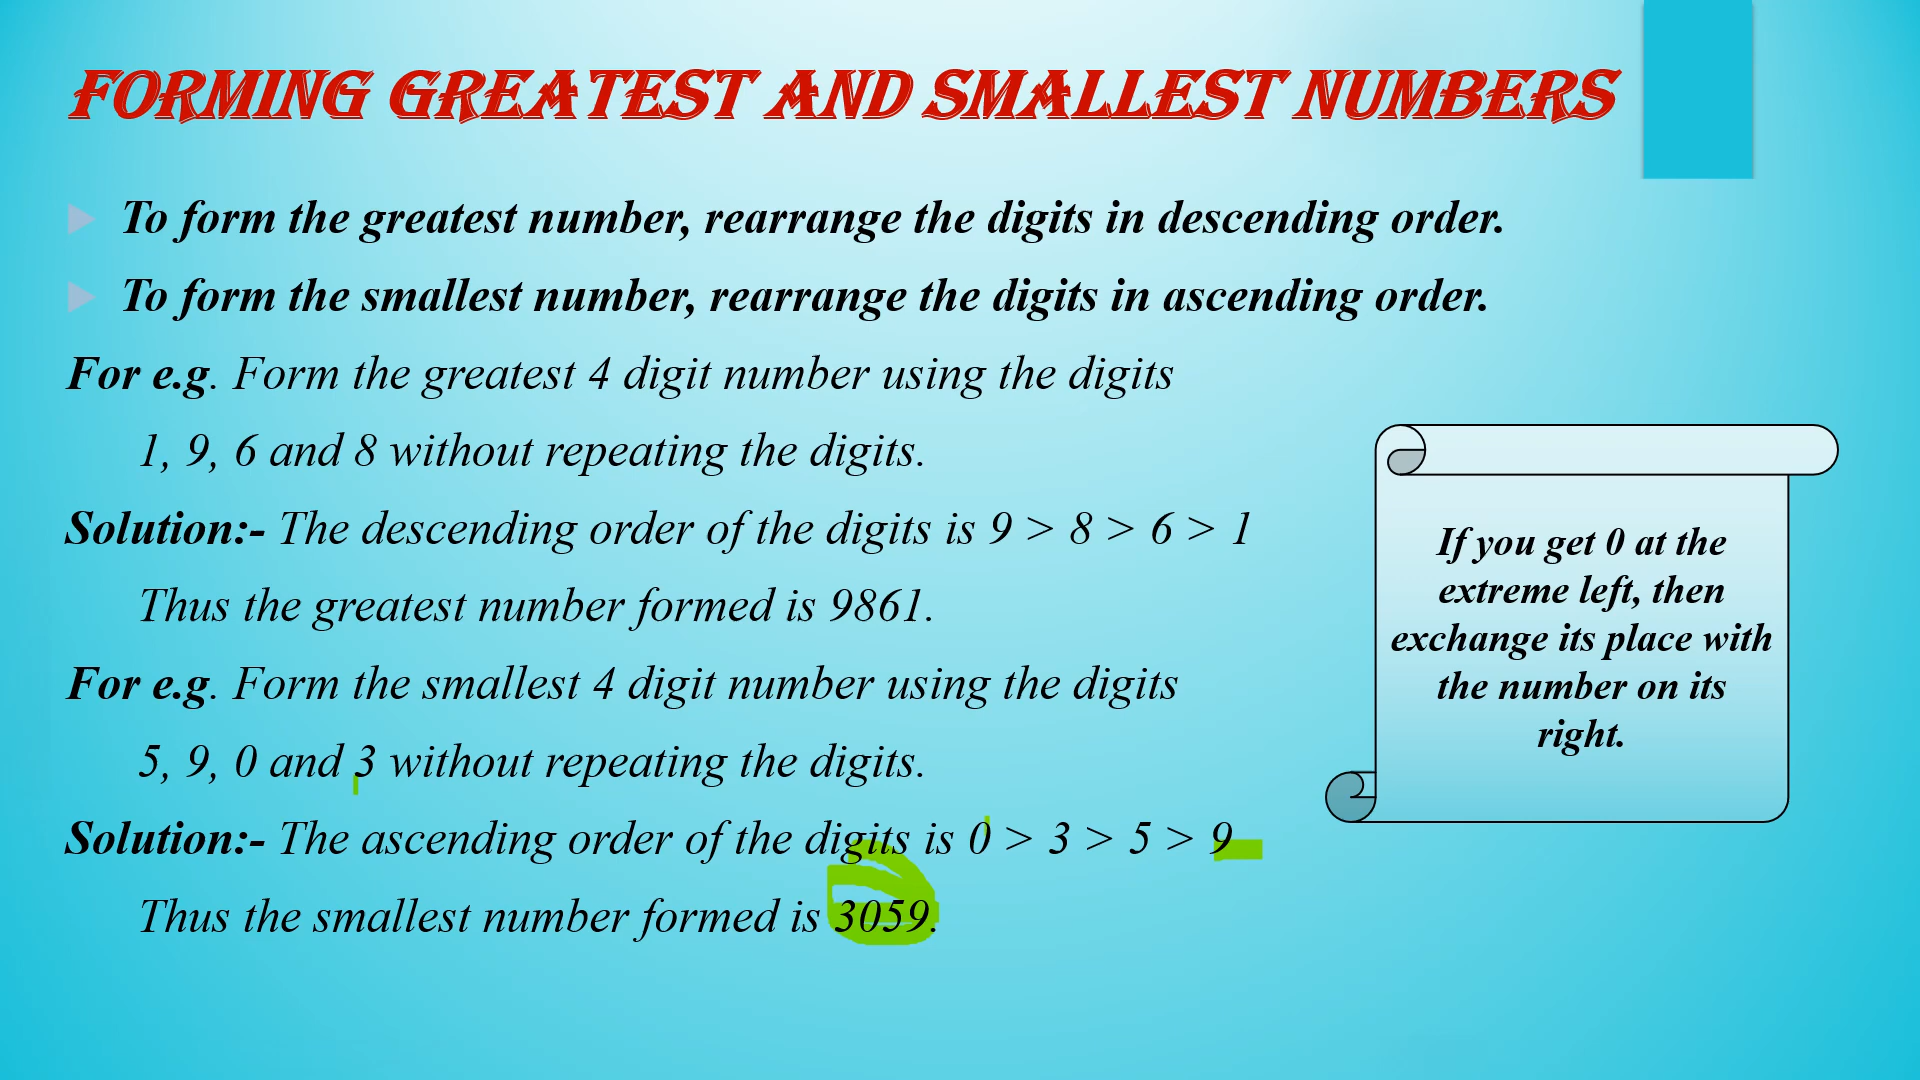 FORMING GREATEST AND SMALLEST NUMBERS
To form the greatest number, rearrange the digits in descending order.
To form the smallest number, rearrange the digits in ascending order.
For e.g. Form the greatest 4 digit number using the digits
1, 9, 6 and 8 without repeating the digits.
Solution:- The descending order of the digits is 9 > 8 > 6 > 1
Thus the greatest number formed is 9861.
For e.g. Form the smallest 4 digit number using the digits
5, 9, 0 and 3 without repeating the digits.
Solution:- The ascending order of the digits is 0 > 3 > 5 > 9
Thus the smallest number formed is 3059.
If you get 0 at the
extreme left, then
exchange its place with
the number on its
right.